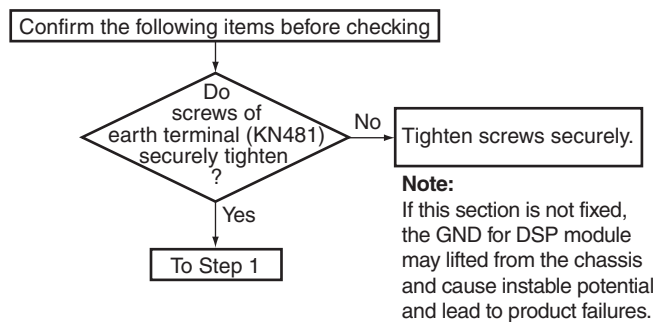 Confirm the following items before checking
Do
screws of
earth terminal (KN481)
securely tighten
?
No
Tighten screws securely.
Note:
If this section is not fixed,
the GND for DSP module
may lifted from the chassis
and cause instable potential
and lead to product failures.
Yes
To Step 1